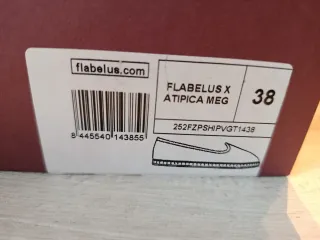 flabelus.com
FLABELUS X
ATIPICA MEG
38
8 445540 143855
252FZPSHIPVGT1438